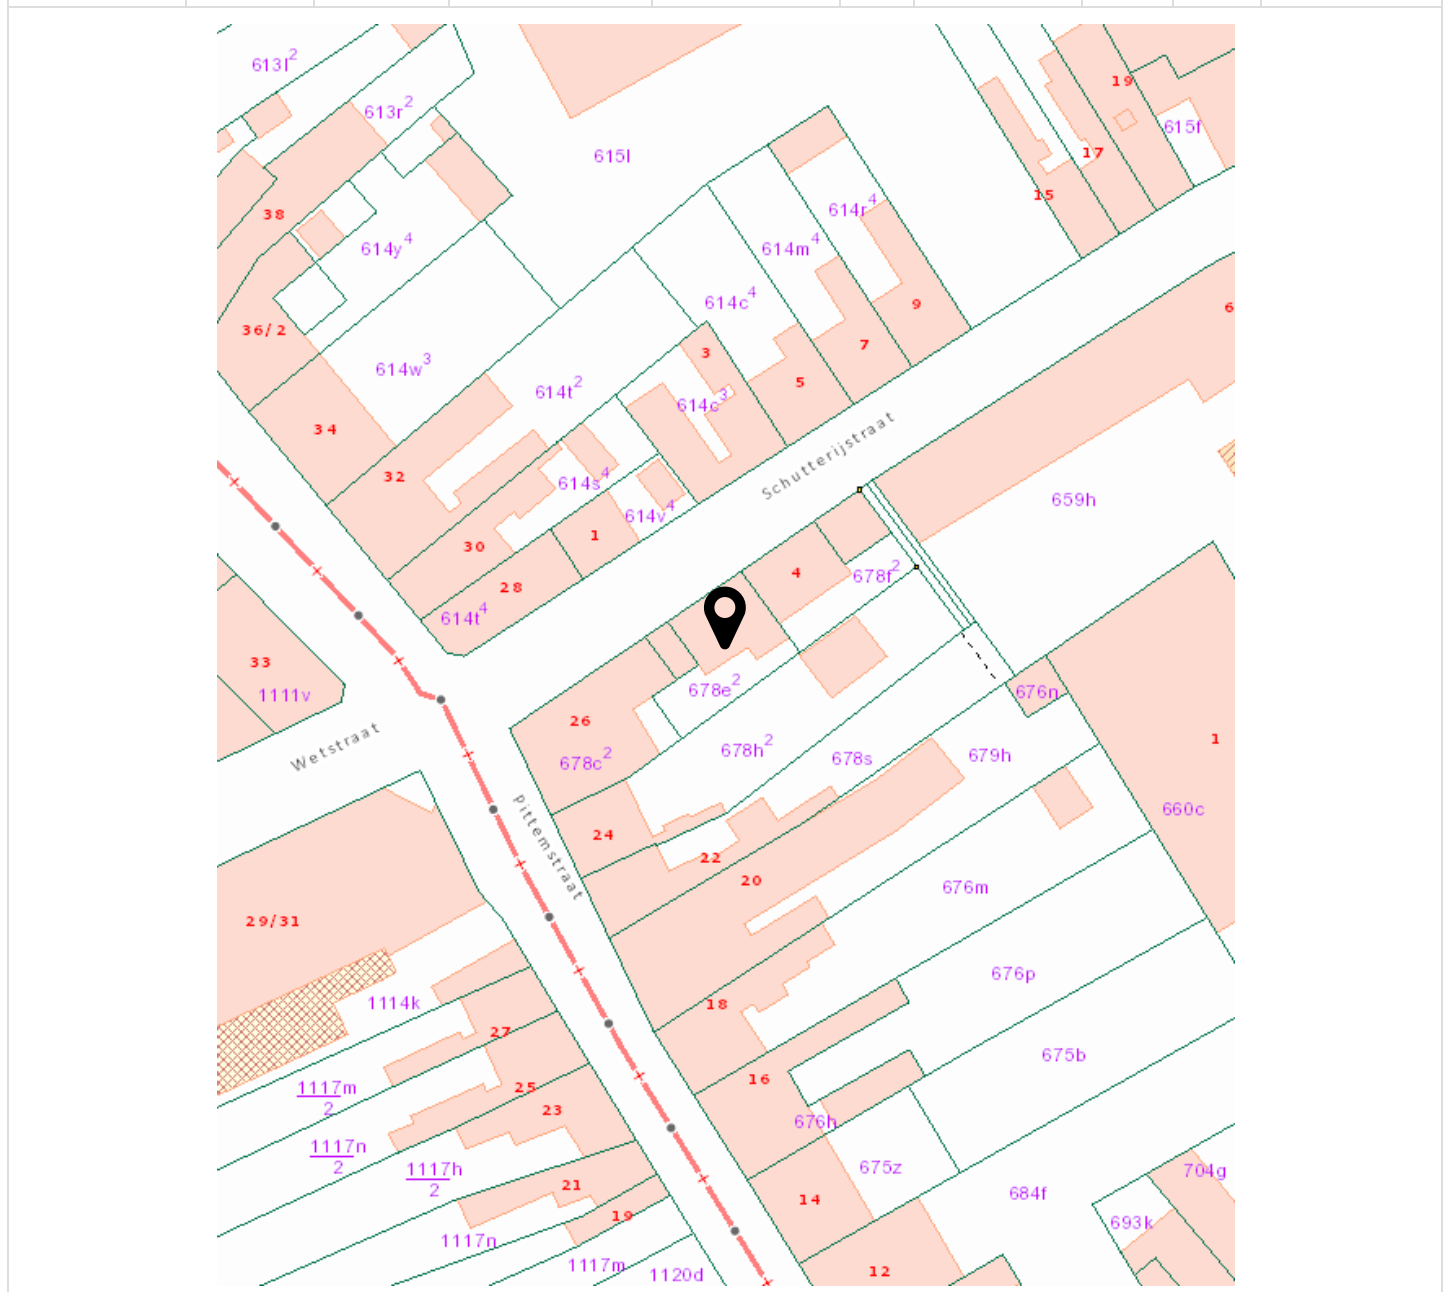 613l²
19
613r²
615f
615l
17
15
614r⁴
38
614y⁴
614m⁴
614c⁴
9
6
36/2
7
3
614w³
5
614t²
614c³
34
Schutterijstraat
32
614s⁴
659h
614v⁴
1
30
4
678f²
28
614t⁴
33
678e²
676n
1111v
26
Wetstraat
678h²
1
678c²
678s
679h
Pittemstraat
660c
24
22
20
676m
29/31
676p
1114k
18
27
675b
16
1117m
2
25
23
676h
1117n
2
1117h
2
675z
704g
21
684f
14
19
693k
1117n
1117m
12
1120d